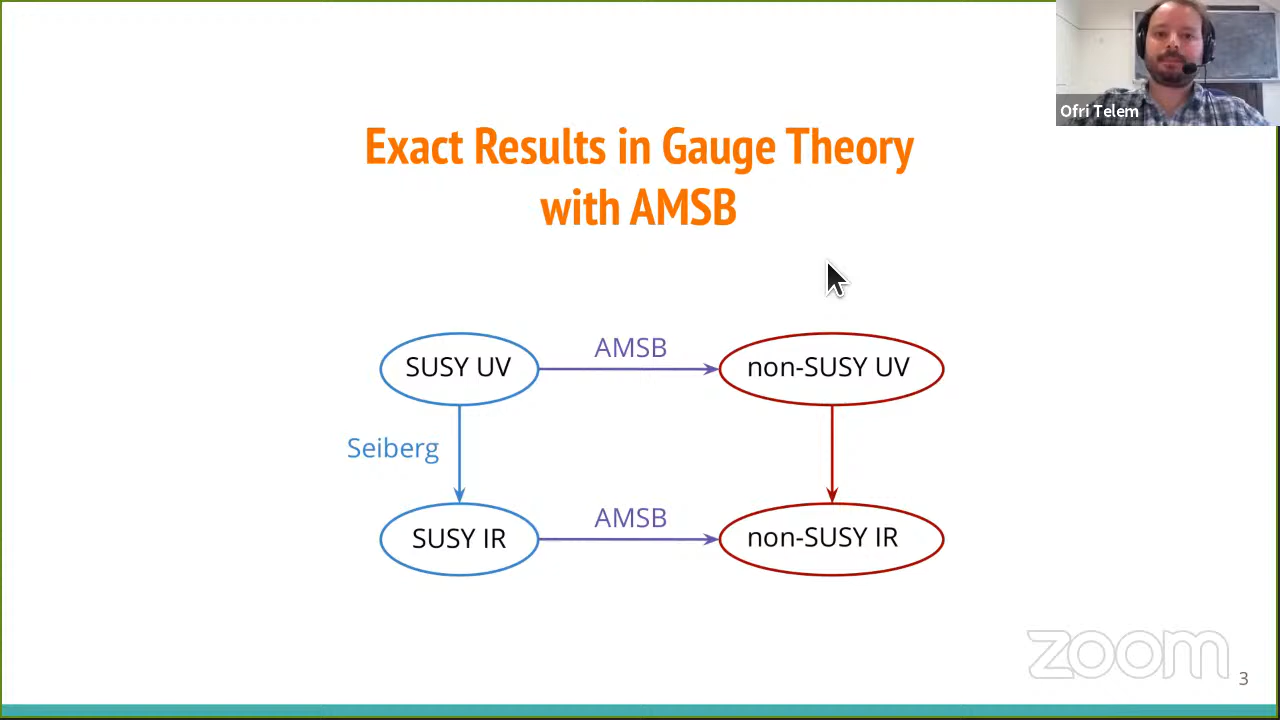 Ofri Telem
Exact Results in Gauge Theory
with AMSB
SUSY UV
AMSB
non-SUSY UV
Seiberg
SUSY IR
AMSB
non-SUSY IR
zoom
3